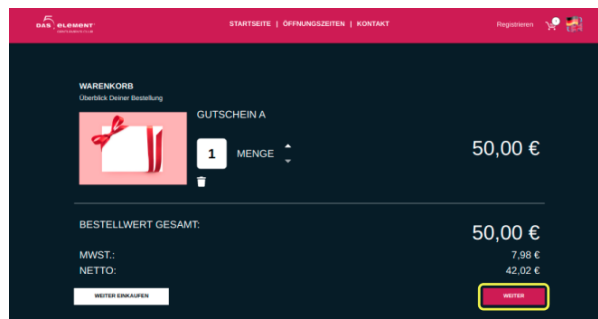 DAS ELEMENT
STARTSEITE | ÖFFNUNGSZEITEN | KONTAKT
Registrieren
WARENKORB
Überblick Deiner Bestellung
GUTSCHEIN A
1 MENGE
50,00 €
BESTELLWERT GESAMT:
50,00 €
MWST.:
7,98 €
NETTO:
42,02 €
WEITER EINKAUFEN
WEITER